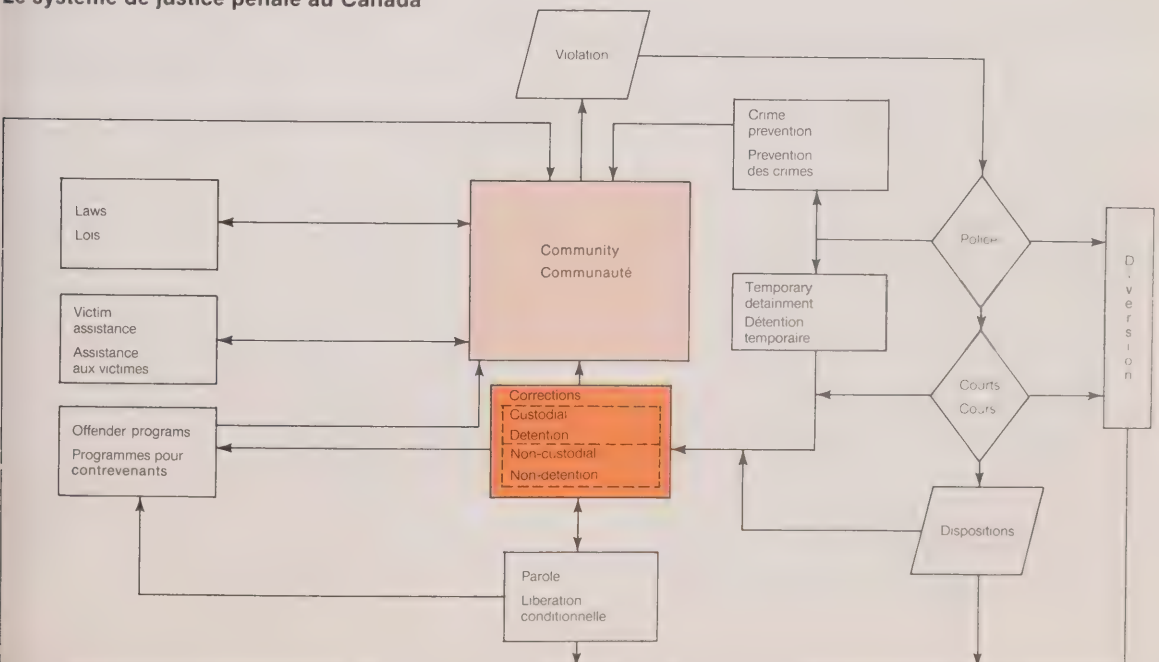 Le système de justice pénale au Canada
Violation
Crime
prevention
Prevention
des crimes
Laws
Lois
Community
Communauté
Police
Diversion
Temporary
detainment
Détention
temporaire
Victim
assistance
Assistance
aux victimes
Courts
Cours
Corrections
Custodial
Detention
Non-custodial
Non-detention
Offender programs
Programmes pour
contrevenants
Dispositions
Parole
Libération
conditionnelle